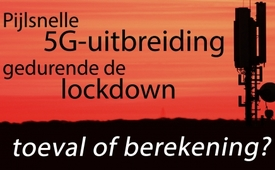 Pijlsnelle
5G-uitbreiding
gedurende de
lockdown
toeval of berekening?